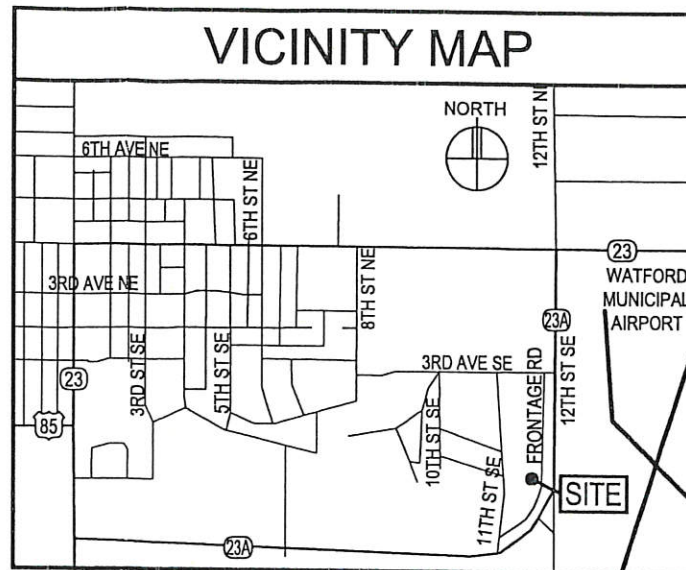 VICINITY MAP
NORTH
12TH ST NE
6TH AVE NE
6TH ST NE
23
3RD AVE NE
8TH ST NE
WATFORD
MUNICIPAL
AIRPORT
23A
3RD AVE SE
23
3RD ST SE
5TH ST SE
FRONTAGE RD
12TH ST SE
85
10TH ST SE
11TH ST SE
SITE
23A